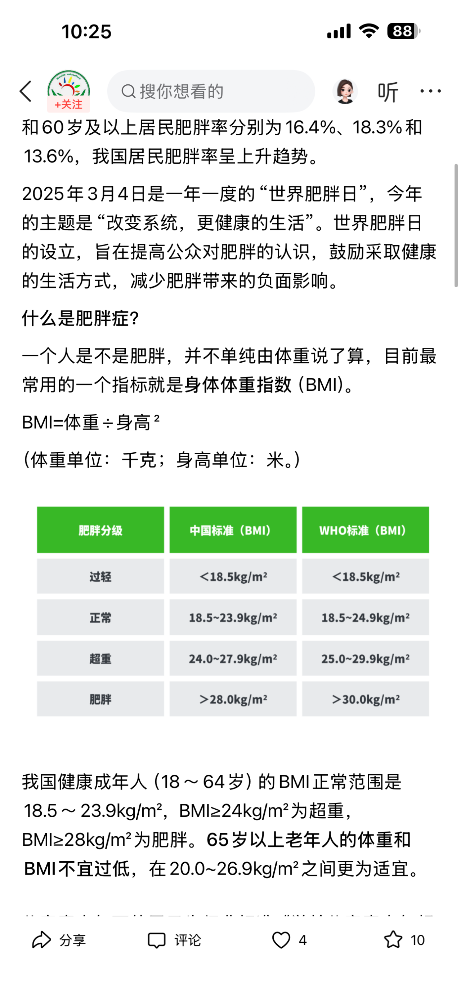 10:25
88
Health education
+关注
搜你想看的
听
和60岁及以上居民肥胖率分别为16.4%、18.3%和
13.6%，我国居民肥胖率呈上升趋势。
2025年3月4日是一年一度的“世界肥胖日”，今年
的主题是“改变系统，更健康的生活”。世界肥胖日
的设立，旨在提高公众对肥胖的认识，鼓励采取健康
的生活方式，减少肥胖带来的负面影响。
什么是肥胖症？
一个人是不是肥胖，并不单纯由体重说了算，目前最
常用的一个指标就是身体体重指数（BMI）。
BMI=体重÷身高²
（体重单位：千克；身高单位：米。）
肥胖分级 中国标准（BMI） WHO标准（BMI）
过轻 ＜18.5kg/m² ＜18.5kg/m²
正常 18.5~23.9kg/m² 18.5~24.9kg/m²
超重 24.0~27.9kg/m² 25.0~29.9kg/m²
肥胖 ＞28.0kg/m² ＞30.0kg/m²
我国健康成年人（18～64岁）的BMI正常范围是
18.5～23.9kg/m²，BMI≥24kg/m²为超重，
BMI≥28kg/m²为肥胖。65岁以上老年人的体重和
BMI不宜过低，在20.0~26.9kg/m²之间更为适宜。
分享 评论 4 10